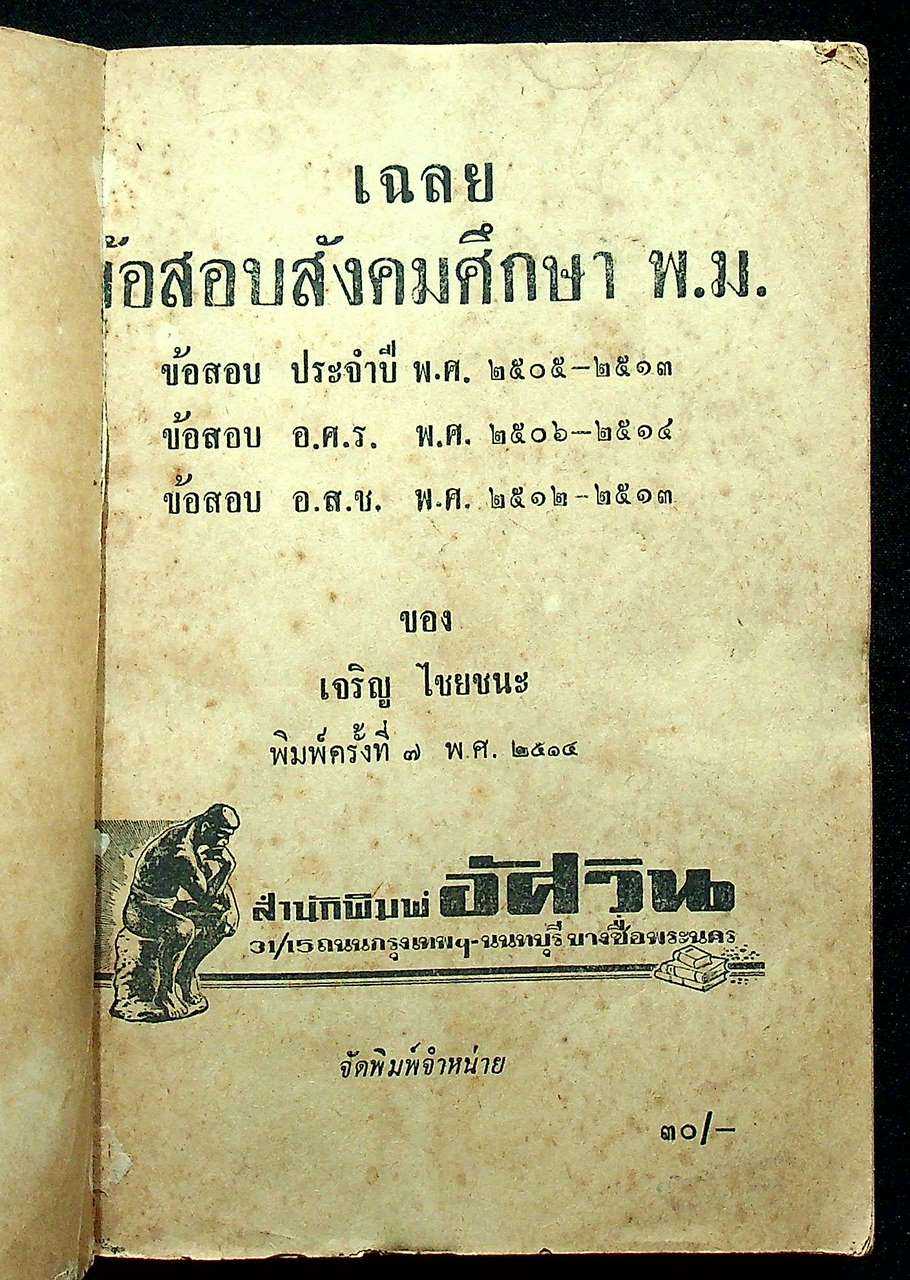 เฉลย
ข้อสอบสังคมศึกษา พ.ม.
ข้อสอบ ประจำปี พ.ศ. ๒๕๐๕—๒๕๑๓
ข้อสอบ อ.ศ.ร. พ.ศ. ๒๕๐๖—๒๕๑๔
ข้อสอบ อ.ส.ช. พ.ศ. ๒๕๑๒-๒๕๑๓
ของ
เจริญ ไชยชนะ
พิมพ์ครั้งที่ ๗ พ.ศ. ๒๕๑๔
สำนักพิมพ์ อัศวิน
31/15 ถนนกรุงเทพฯ-นนทบุรี บางซื่อ พระนคร
จัดพิมพ์จำหน่าย
๓๐/—